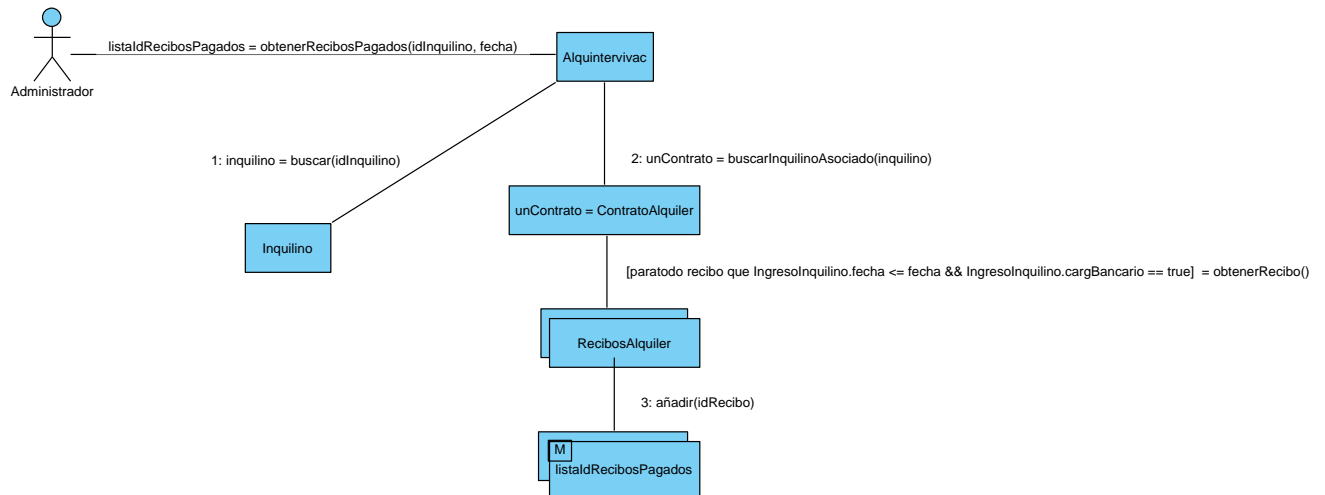 listaIdRecibosPagados = obtenerRecibosPagados(idInquilino, fecha)
Alquintervivac
Administrador
1: inquilino = buscar(idInquilino)
2: unContrato = buscarInquilinoAsociado(inquilino)
unContrato = ContratoAlquiler
Inquilino
[paratodo recibo que IngresoInquilino.fecha <= fecha && IngresoInquilino.cargBancario == true]  = obtenerRecibo()
RecibosAlquiler
3: añadir(idRecibo)
M
listaIdRecibosPagados